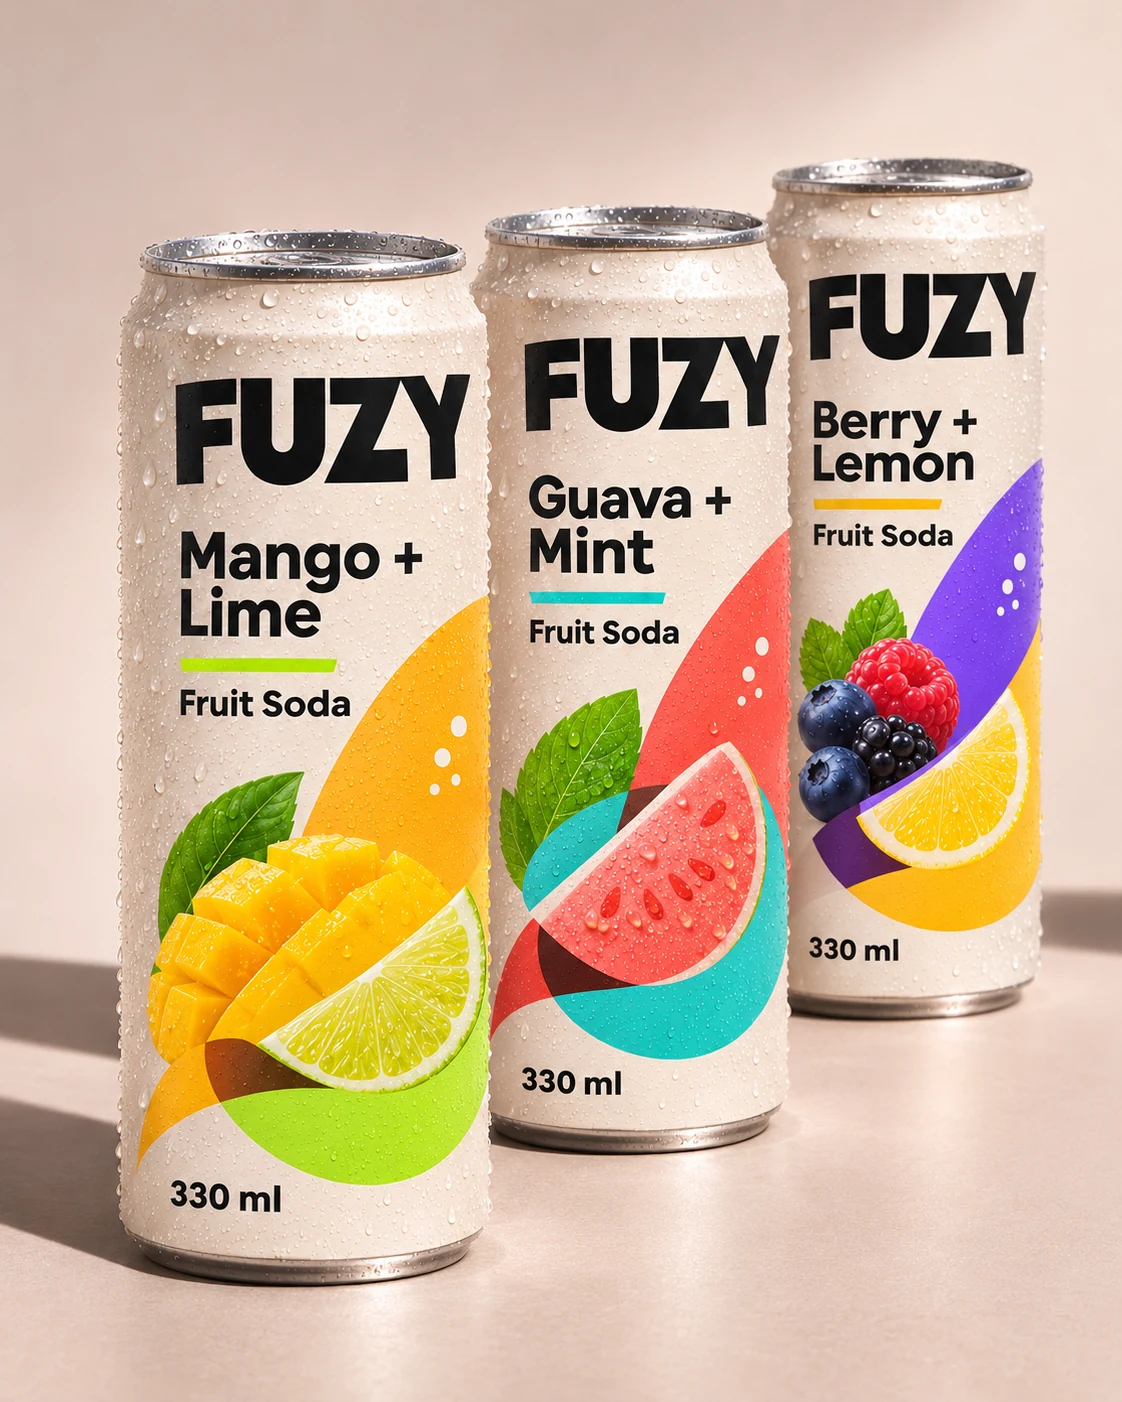 FUZY
Mango +
Lime
Fruit Soda
330 ml
FUZY
Guava +
Mint
Fruit Soda
330 ml
FUZY
Berry +
Lemon
Fruit Soda
330 ml